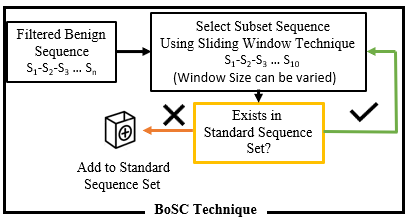 Filtered Benign
Sequence
S₁-S₂-S₃ ... Sₙ
Select Subset Sequence
Using Sliding Window Technique
S₁-S₂-S₃ ... S₁₀
(Window Size can be varied)
Exists in
Standard Sequence
Set?
Add to Standard
Sequence Set
BoSC Technique